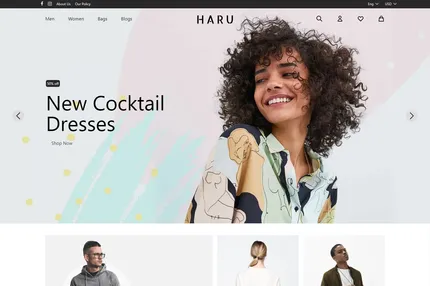 About Us Our Policy Eng USD
Men Women Bags Blogs HARU
50% off
New Cocktail
Dresses
Shop Now